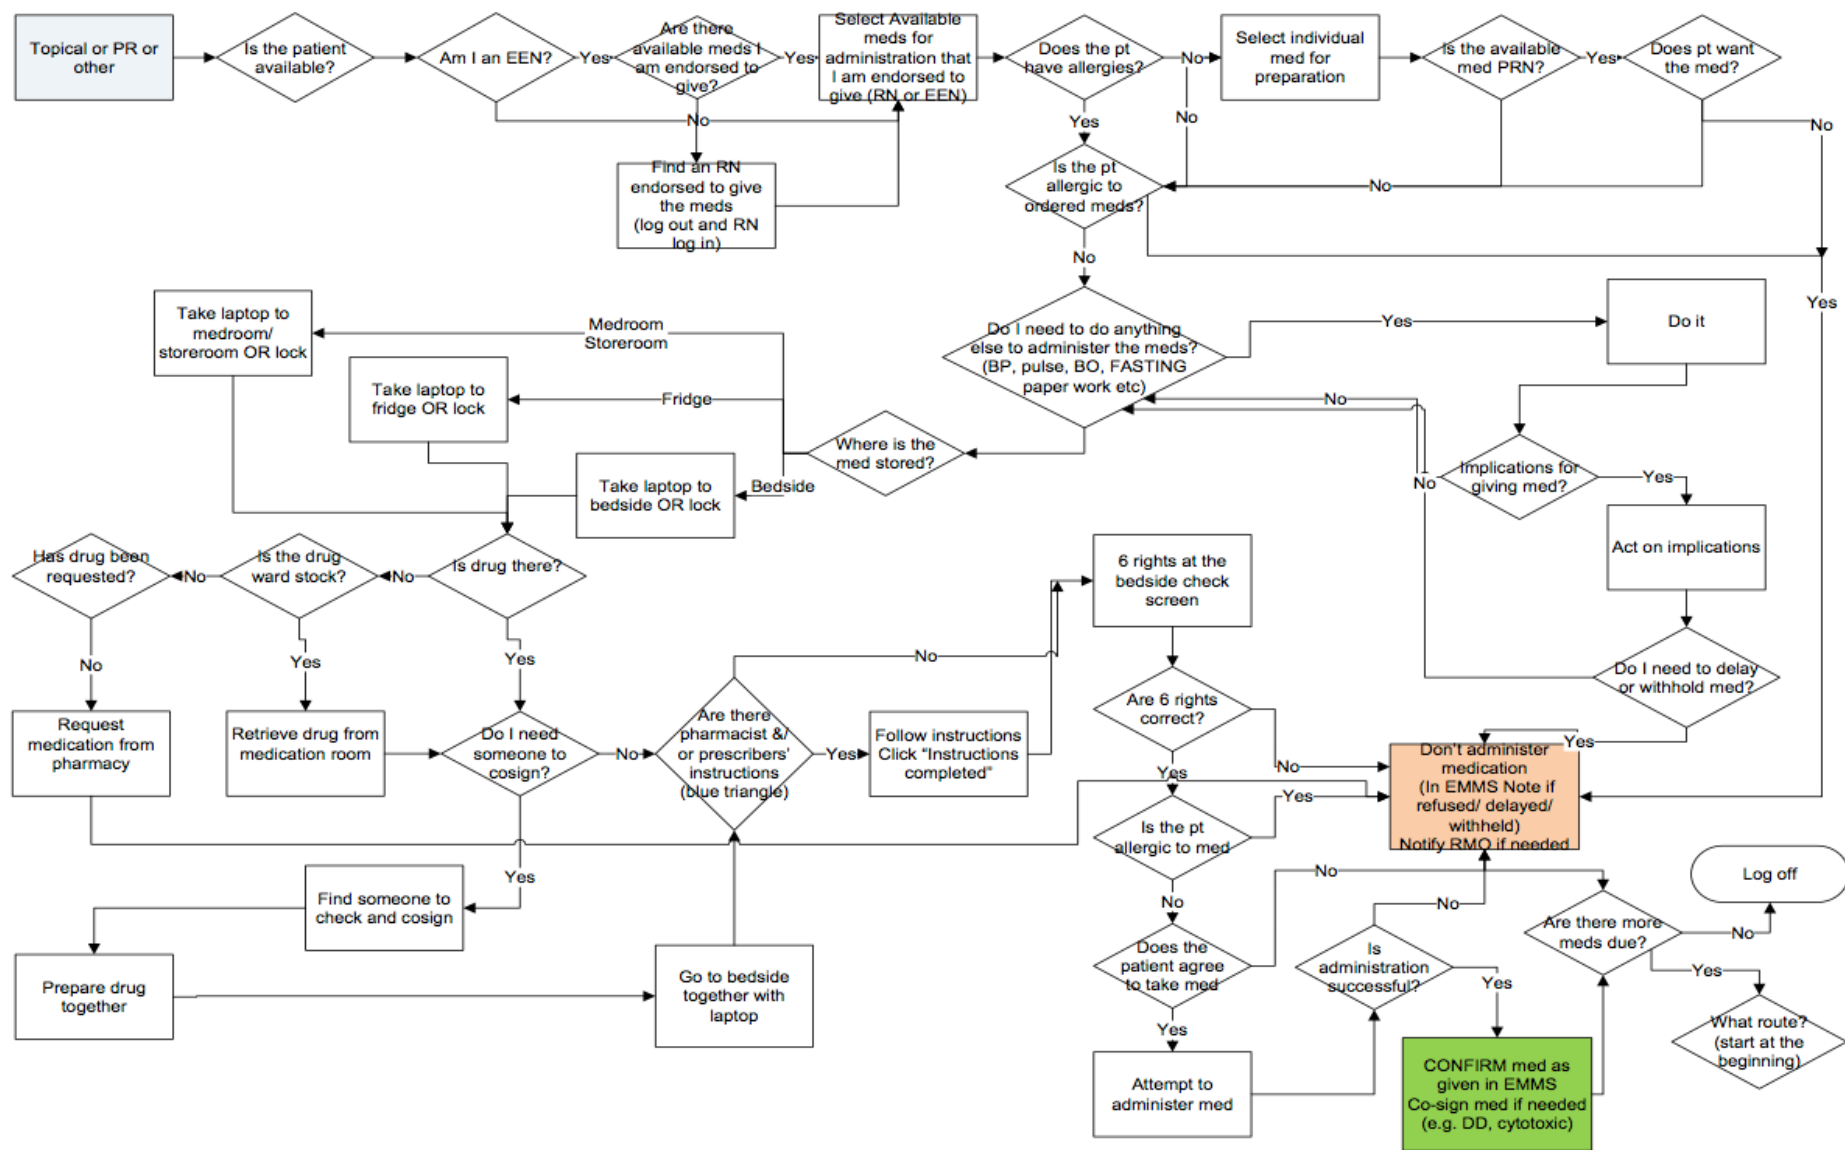 Topical or PR or
other
Is the patient
available?
Am I an EEN?
Yes
Are there
available meds I
am endorsed to
give?
Yes
Select Available
meds for
administration that
I am endorsed to
give (RN or EEN)
Does the pt
have allergies?
No
Select individual
med for
preparation
Is the available
med PRN?
Yes
Does pt want
the med?
No
No
Yes
No
No
Find an RN
endorsed to give
the meds
(log out and RN
log in)
Is the pt
allergic to
ordered meds?
No
Yes
Take laptop to
medroom/
storeroom OR lock
Medroom
Storeroom
Do I need to do anything
else to administer the meds?
(BP, pulse, BO, FASTING
paper work etc)
Yes
Do it
Take laptop to
fridge OR lock
Fridge
No
Where is the
med stored?
Take laptop to
bedside OR lock
Bedside
No
Implications for
giving med?
Yes
Act on implications
Has drug been
requested?
No
Is the drug
ward stock?
No
Is drug there?
6 rights at the
bedside check
screen
No
Yes
Yes
No
Do I need to delay
or withhold med?
Request
medication from
pharmacy
Retrieve drug from
medication room
Do I need
someone to
cosign?
No
Are there
pharmacist &/
or prescribers'
instructions
(blue triangle)
Yes
Follow instructions
Click "Instructions
completed"
Are 6 rights
correct?
Yes
No
Yes
Don't administer
medication
(In EMMS Note if
refused/ delayed/
withheld)
Notify RMO if needed
Yes
Is the pt
allergic to med
Yes
Find someone to
check and cosign
No
No
No
Log off
Are there more
meds due?
No
Does the
patient agree
to take med
Is
administration
successful?
Yes
Yes
Prepare drug
together
Go to bedside
together with
laptop
Yes
What route?
(start at the
beginning)
Attempt to
administer med
CONFIRM med as
given in EMMS
Co-sign med if needed
(e.g. DD, cytotoxic)